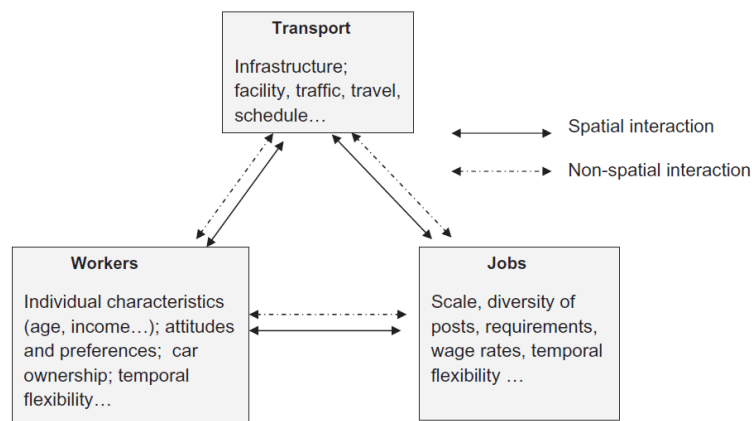 Transport
Infrastructure;
facility, traffic, travel,
schedule…
Spatial interaction
Non-spatial interaction
Workers
Individual characteristics
(age, income…); attitudes
and preferences; car
ownership; temporal
flexibility…
Jobs
Scale, diversity of
posts, requirements,
wage rates, temporal
flexibility …